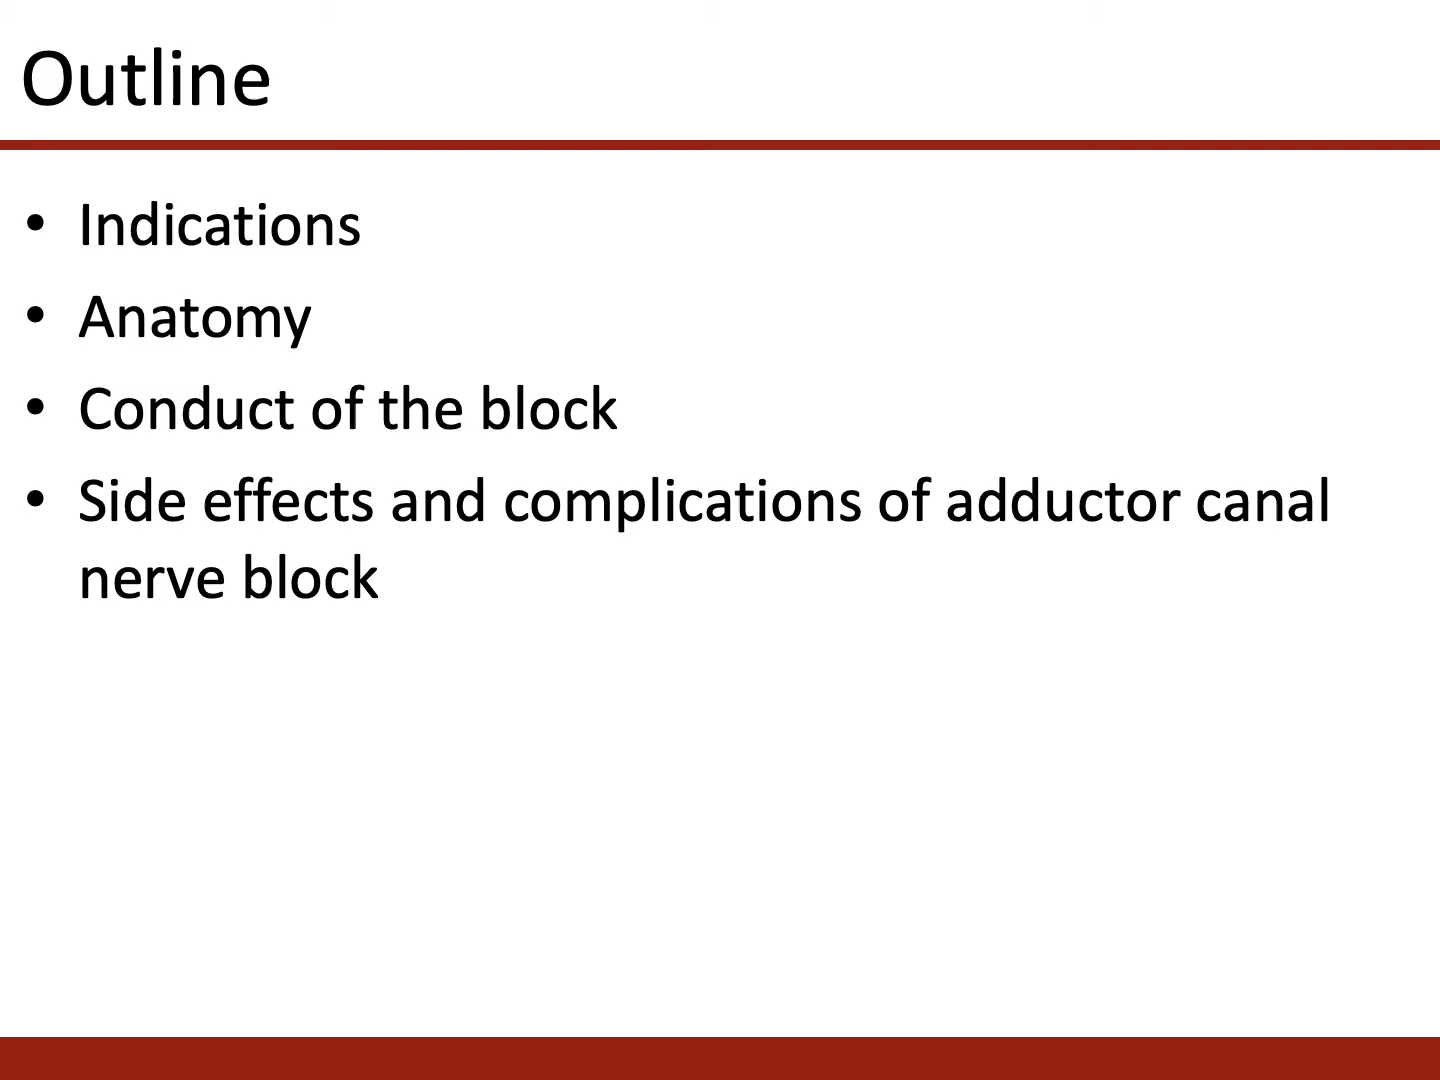 Outline
• Indications
• Anatomy
• Conduct of the block
• Side effects and complications of adductor canal
nerve block